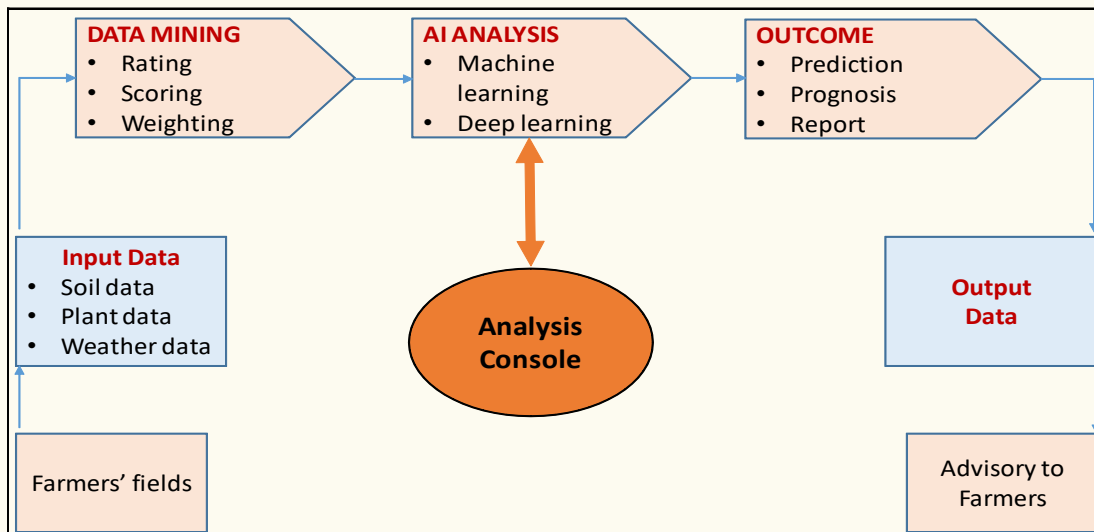 DATA MINING
• Rating
• Scoring
• Weighting
AI ANALYSIS
• Machine
learning
• Deep learning
OUTCOME
• Prediction
• Prognosis
• Report
Input Data
• Soil data
• Plant data
• Weather data
Analysis
Console
Output
Data
Farmers’ fields
Advisory to
Farmers